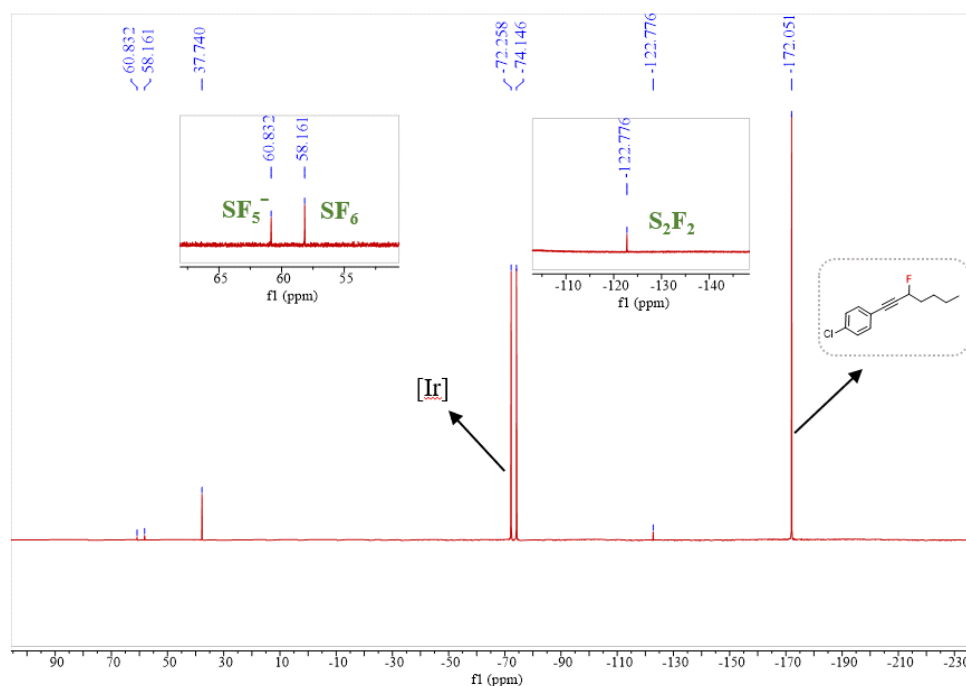 60.832
58.161
37.740
-72.258
-74.146
-122.776
-172.051
60.832
58.161
SF5⁻ SF6
65 60 55
f1 (ppm)
-122.776
S2F2
-110 -120 -130 -140
f1 (ppm)
F
Cl
[Ir]
90 70 50 30 10 -10 -30 -50 -70 -90 -110 -130 -150 -170 -190 -210 -230
f1 (ppm)